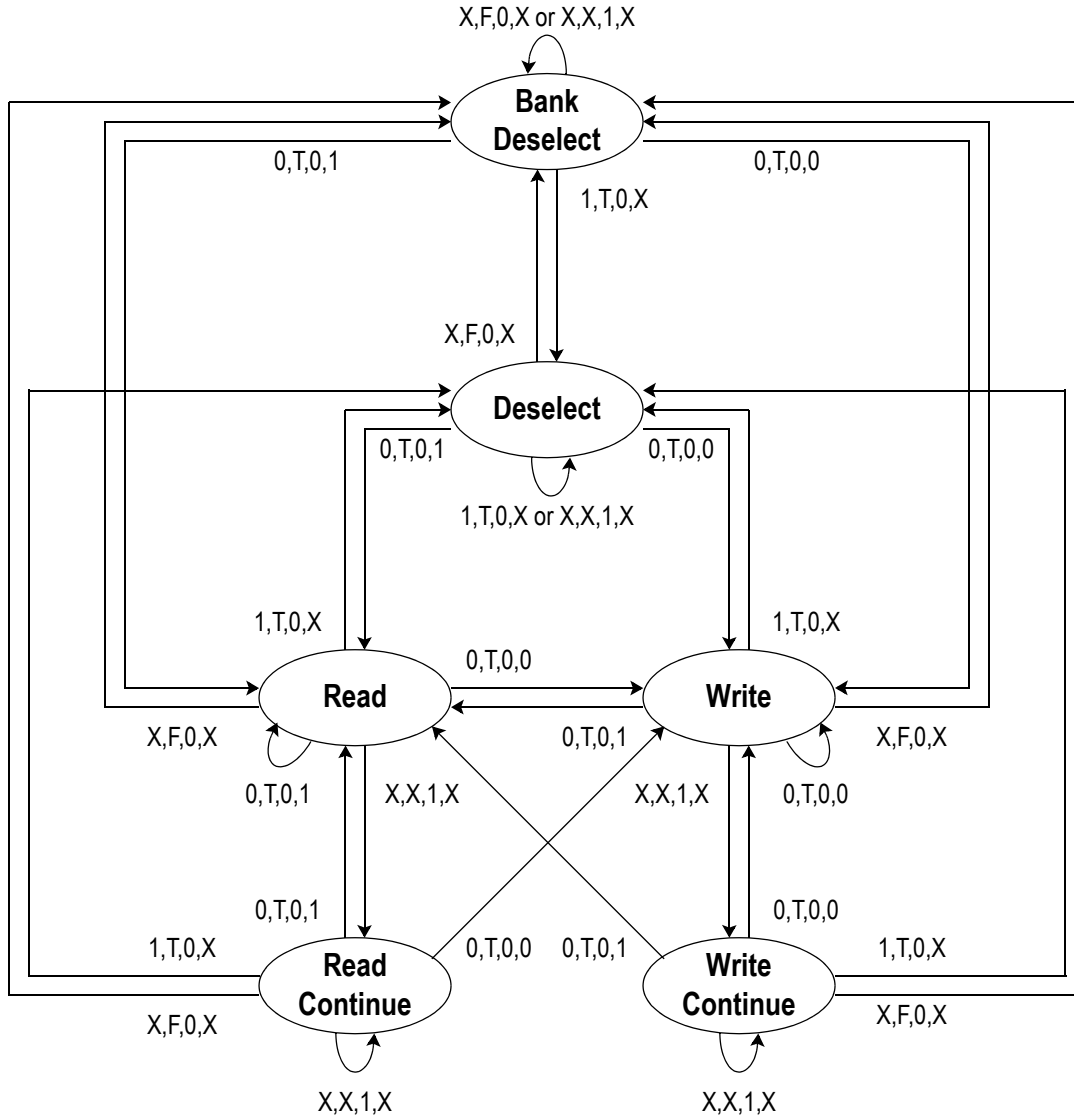 X,F,0,X or X,X,1,X
Bank
Deselect
0,T,0,1
0,T,0,0
1,T,0,X
X,F,0,X
Deselect
0,T,0,1
0,T,0,0
1,T,0,X or X,X,1,X
1,T,0,X
1,T,0,X
0,T,0,0
Read
Write
X,F,0,X
0,T,0,1
X,F,0,X
0,T,0,1
X,X,1,X
X,X,1,X
0,T,0,0
0,T,0,1
0,T,0,0
1,T,0,X
0,T,0,0
0,T,0,1
1,T,0,X
Read
Continue
Write
Continue
X,F,0,X
X,F,0,X
X,X,1,X
X,X,1,X